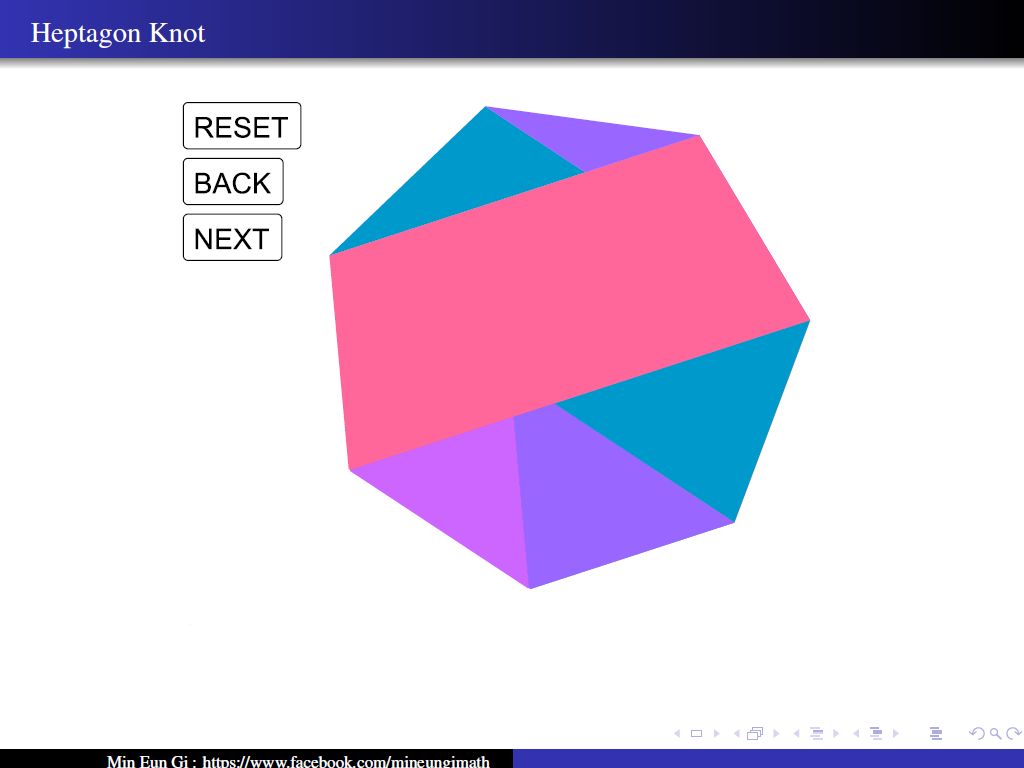 Heptagon Knot
RESET
BACK
NEXT
Min Eun Gi : https://www.facebook.com/mineungimath